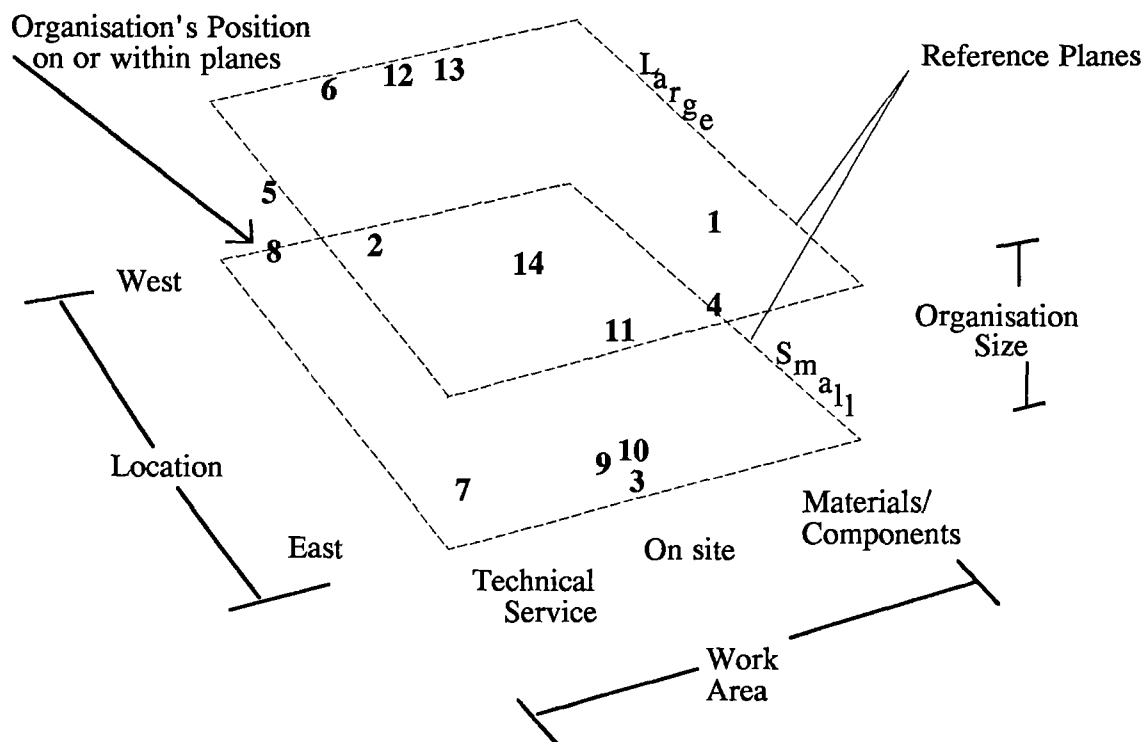 Organisation's Position
on or within planes
6 12 13
Large
Reference Planes
5
1
8
2
14
West
4
11
Organisation
Size
Small
Location
7
9 10
3
Materials/
Components
East
On site
Technical
Service
Work
Area